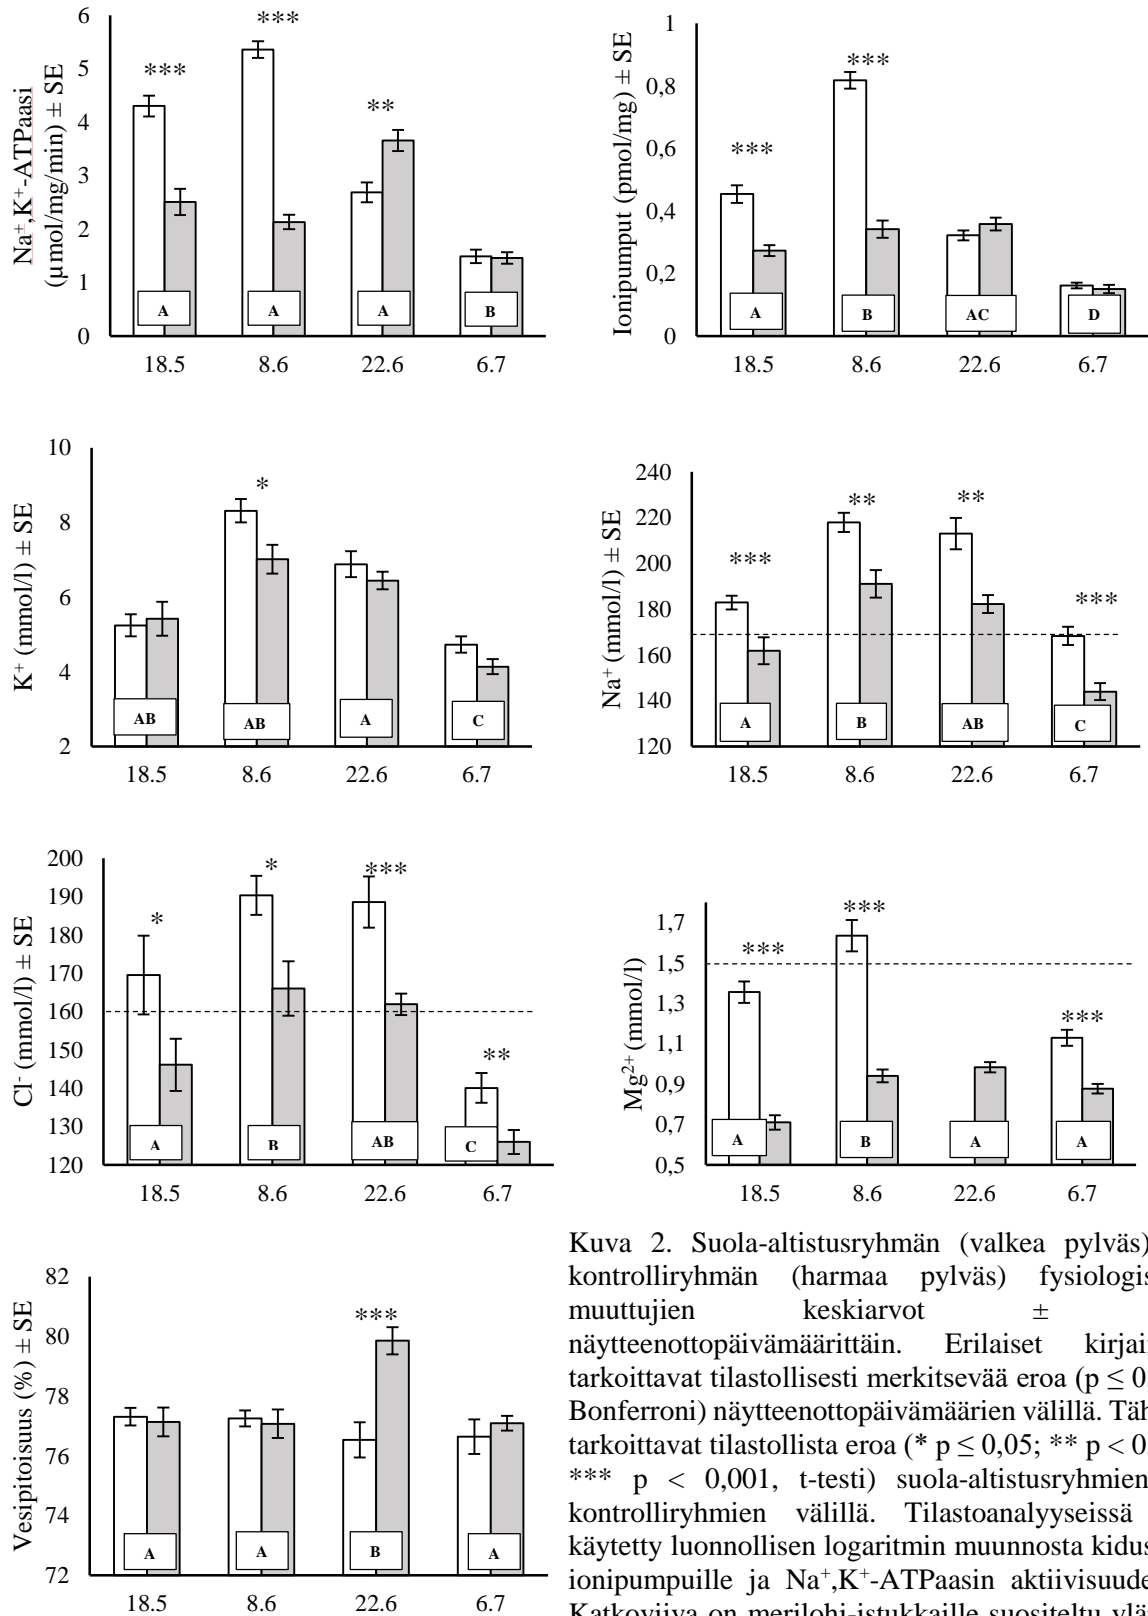 6
5
4
3
2
1
0
Na⁺,K⁺-ATPaasi
(µmol/mg/min) ± SE
***
***
**
A
A
A
B
18.5
8.6
22.6
6.7
1
0,8
0,6
0,4
0,2
0
Ionipumput (pmol/mg) ± SE
***
***
A
B
AC
D
18.5
8.6
22.6
6.7
10
8
6
4
2
K⁺ (mmol/l) ± SE
*
AB
AB
A
C
18.5
8.6
22.6
6.7
240
220
200
180
160
140
120
Na⁺ (mmol/l) ± SE
***
**
**
***
A
B
AB
C
18.5
8.6
22.6
6.7
200
190
180
170
160
150
140
130
120
Cl⁻ (mmol/l) ± SE
*
*
***
**
A
B
AB
C
18.5
8.6
22.6
6.7
1,7
1,5
1,3
1,1
0,9
0,7
0,5
Mg²⁺ (mmol/l)
***
***
***
A
B
A
A
18.5
8.6
22.6
6.7
82
80
78
76
74
72
Vesipitoisuus (%) ± SE
***
A
A
B
A
18.5
8.6
22.6
6.7
Kuva 2. Suola-altistusryhmän (valkea pylväs)
kontrolliryhmän (harmaa pylväs) fysiologis
muuttujien keskiarvot ±
näytteenottopäivämäärittäin. Erilaiset kirjai
tarkoittavat tilastollisesti merkitsevää eroa (p ≤ 0
Bonferroni) näytteenottopäivämäärien välillä. Täh
tarkoittavat tilastollista eroa (* p ≤ 0,05; ** p < 0
*** p < 0,001, t-testi) suola-altistusryhmien
kontrolliryhmien välillä. Tilastoanalyyseissä
käytetty luonnollisen logaritmin muunnosta kidus
ionipumpuille ja Na⁺,K⁺-ATPaasin aktiivisuude
Katkoviiva on merilohi-istukkaille suositeltu ylä